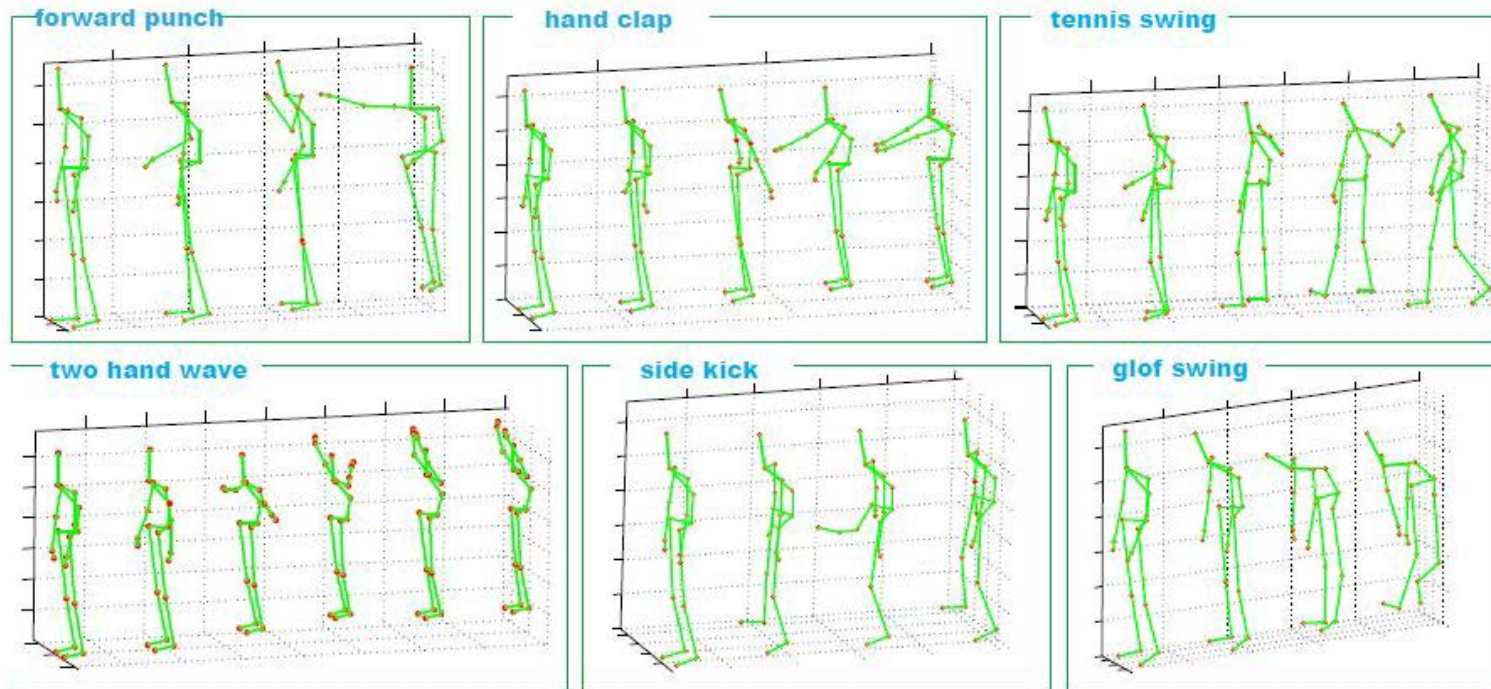 forward punch
hand clap
tennis swing
two hand wave
side kick
glof swing